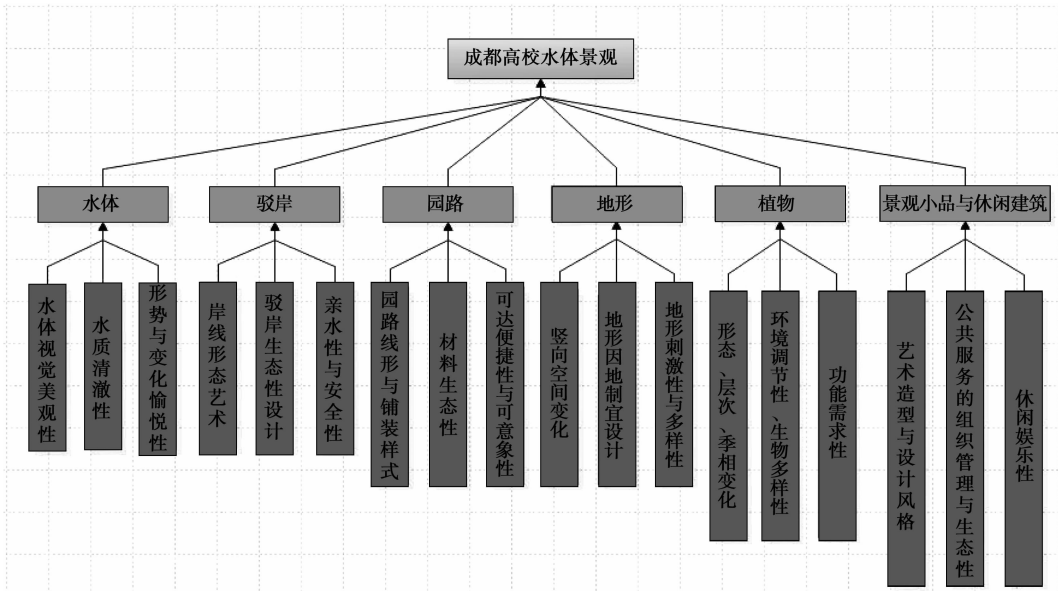 成都高校水体景观
水体
驳岸
园路
地形
植物
景观小品与休闲建筑
水体视觉美观性
水质清澈性
形势与变化愉悦性
岸线形态艺术
驳岸生态性设计
亲水性与安全性
园路线形与铺装样式
材料生态性
可达便捷性与可意象性
竖向空间变化
地形因地制宜设计
地形刺激性与多样性
形态、层次、季相变化
环境调节性、生物多样性
功能需求性
艺术造型与设计风格
公共服务的组织管理与生态性
休闲娱乐性